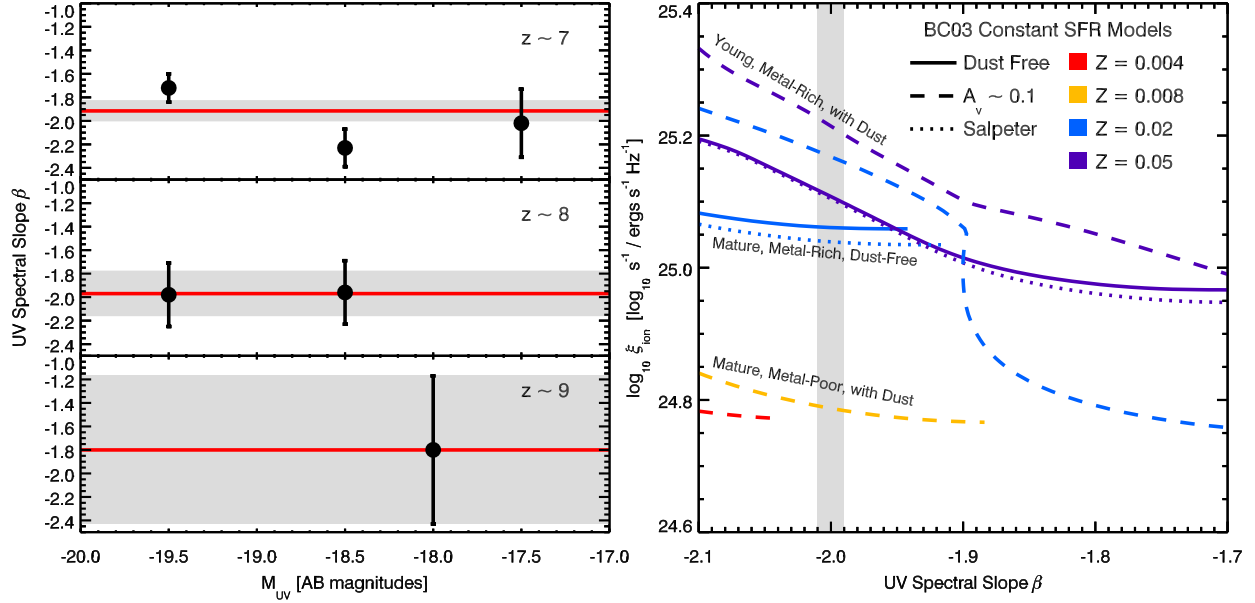 UV Spectral Slope β
-1.0
-1.2
-1.4
-1.6
-1.8
-2.0
-2.2
-2.4
z ~ 7
-1.0
-1.2
-1.4
-1.6
-1.8
-2.0
-2.2
-2.4
z ~ 8
-1.0
-1.2
-1.4
-1.6
-1.8
-2.0
-2.2
-2.4
z ~ 9
-20.0 -19.5 -19.0 -18.5 -18.0 -17.5 -17.0
M_UV [AB magnitudes]
log₁₀ ξ_ion [log₁₀ s⁻¹ / ergs s⁻¹ Hz⁻¹]
25.4
25.2
25.0
24.8
24.6
BC03 Constant SFR Models
Dust Free
A_v ~ 0.1
Salpeter
Z = 0.004
Z = 0.008
Z = 0.02
Z = 0.05
Young, Metal-Rich, with Dust
Mature, Metal-Rich, Dust-Free
Mature, Metal-Poor, with Dust
-2.1 -2.0 -1.9 -1.8 -1.7
UV Spectral Slope β